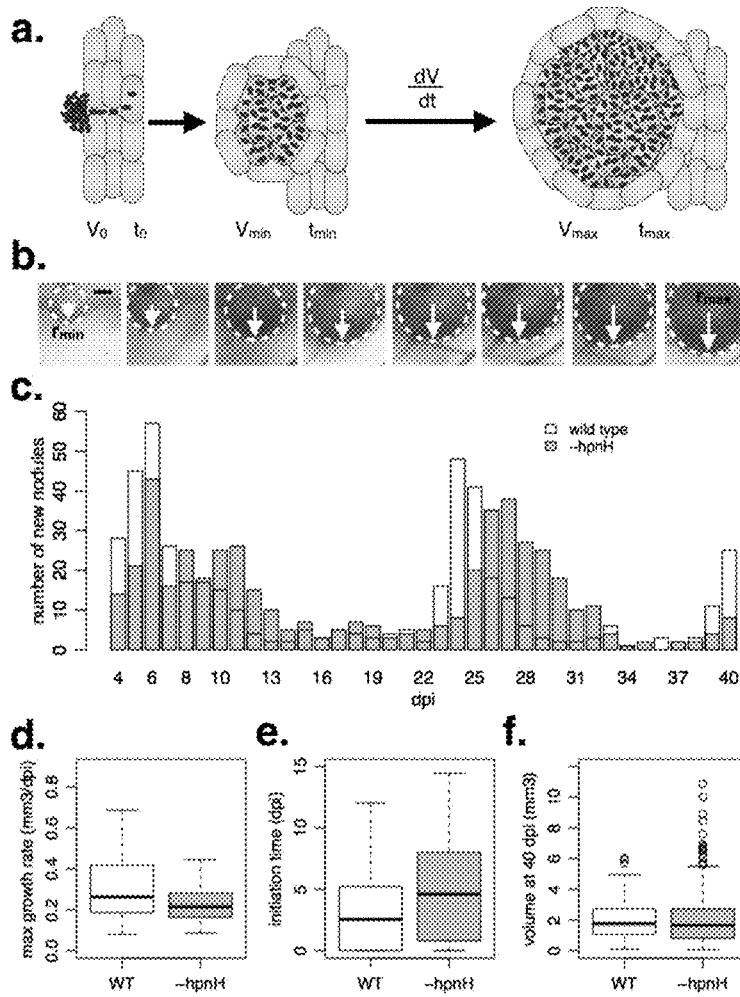 a.
dV
dt
V0 t0
Vmin tmin
Vmax tmax
b.
rmin
rmax
c.
number of new nodules
0 10 20 30 40 50 60
wild type
~hpnH
4 6 8 10 13 16 19 22 25 28 31 34 37 40
dpi
d.
max growth rate (mm3/dpi)
0.0 0.2 0.4 0.6 0.8
WT ~hpnH
e.
initiation time (dpi)
0 5 10 15
WT ~hpnH
f.
volume at 40 dpi (mm3)
0 2 4 6 8 10
WT ~hpnH